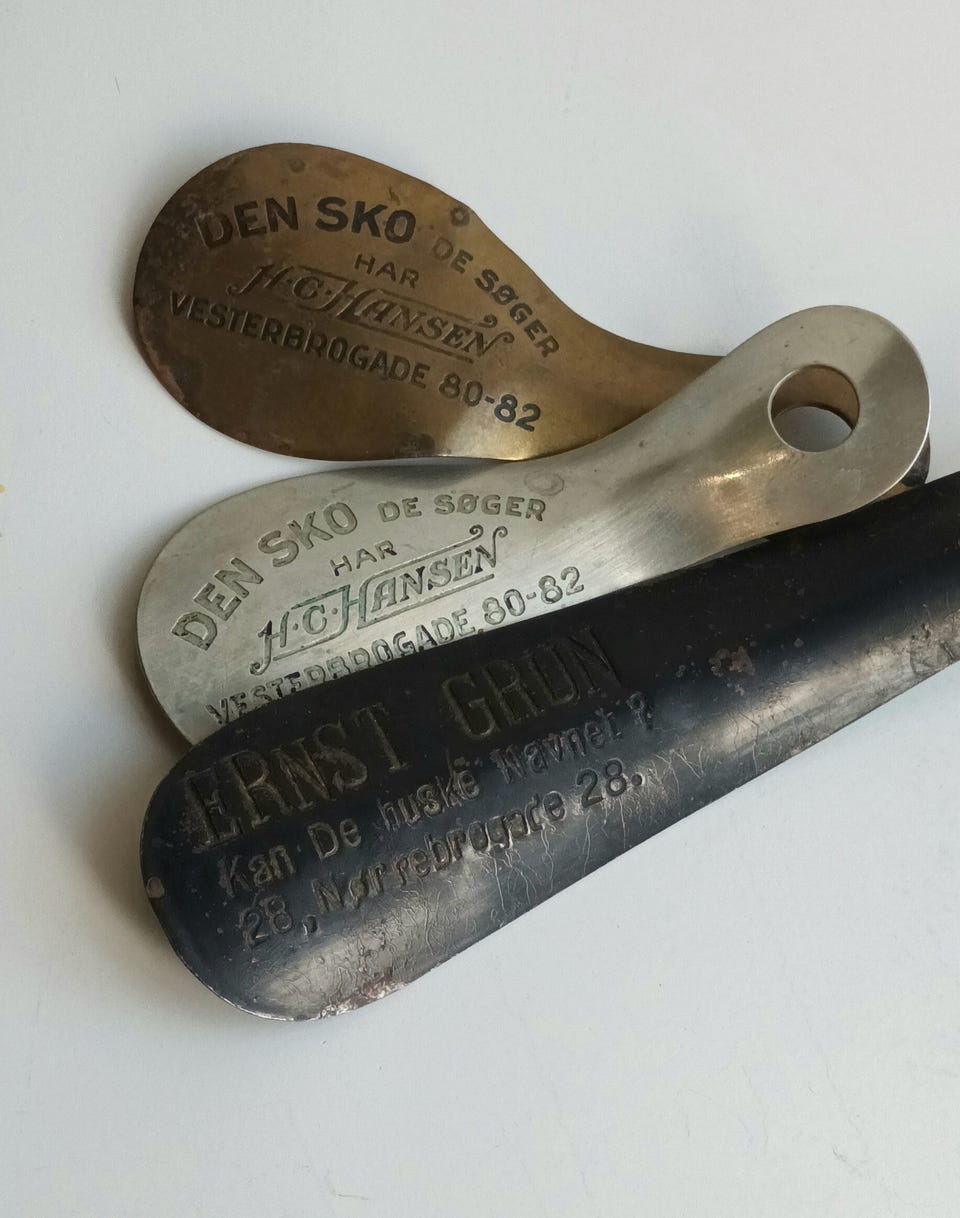 DEN SKO DE SØGER
HAR
H.C. HANSEN
VESTERBROGADE 80-82
DEN SKO DE SØGER
HAR
H.C. HANSEN
VESTERBROGADE 80-82
ERNST GRÜN
Kan De huske Navnet?
28, Nørrebrogade 28.